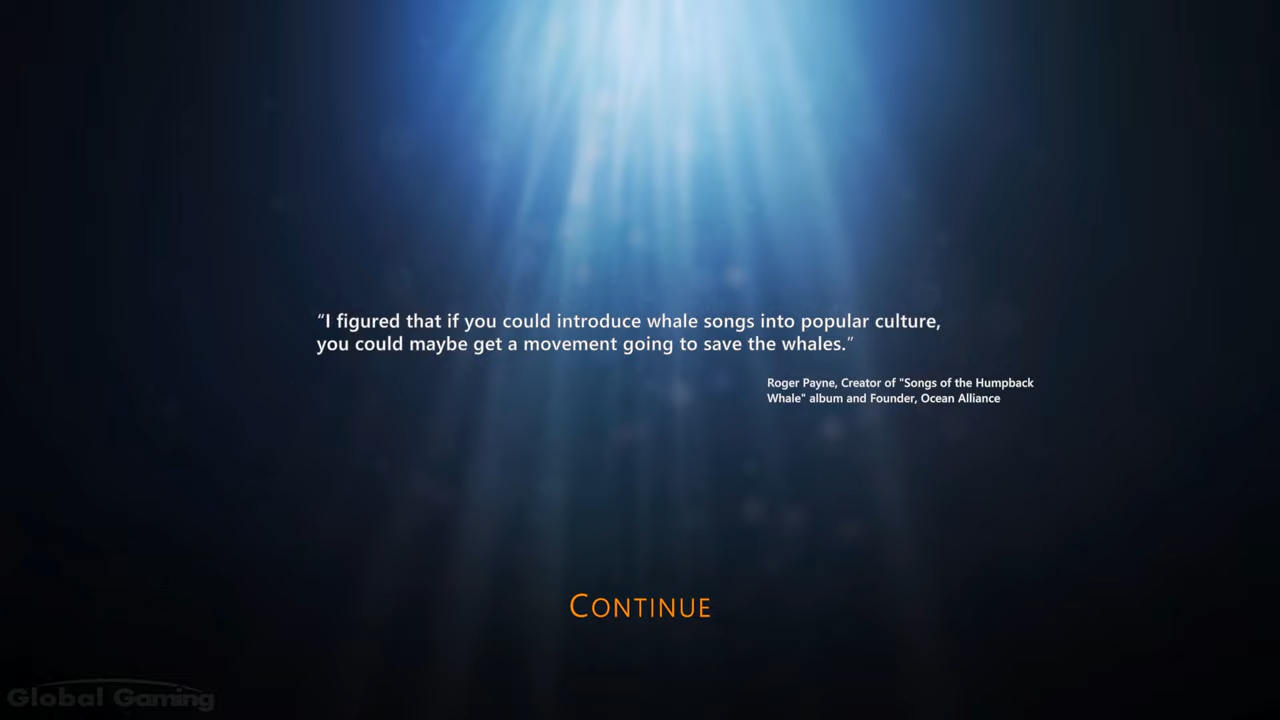 “I figured that if you could introduce whale songs into popular culture,
you could maybe get a movement going to save the whales.”
Roger Payne, Creator of "Songs of the Humpback
Whale" album and Founder, Ocean Alliance
CONTINUE
Global Gaming